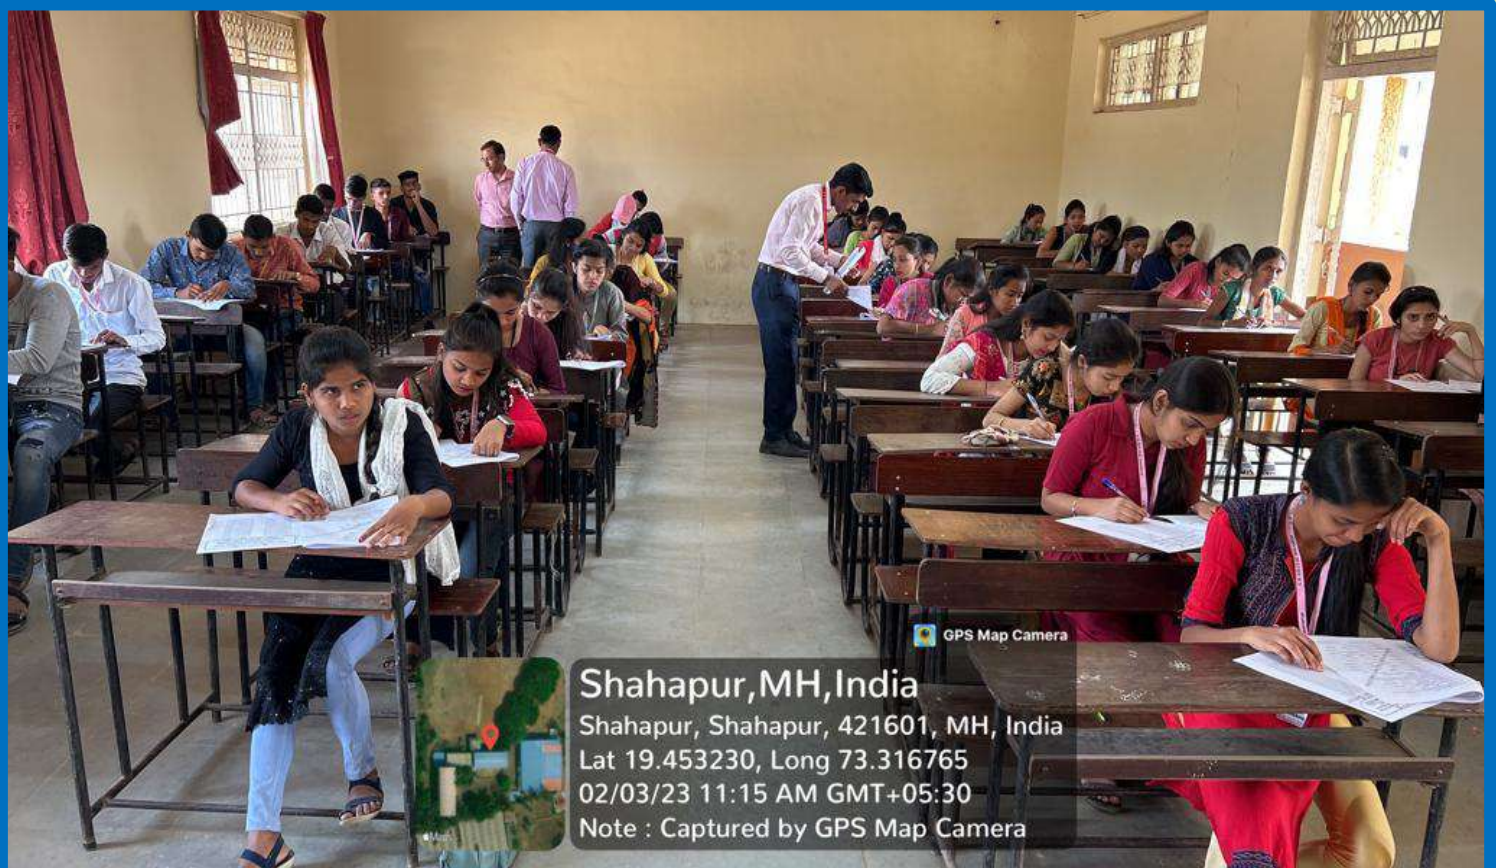 GPS Map Camera
Shahapur,MH,India
Shahapur, Shahapur, 421601, MH, India
Lat 19.453230, Long 73.316765
02/03/23 11:15 AM GMT+05:30
Note : Captured by GPS Map Camera